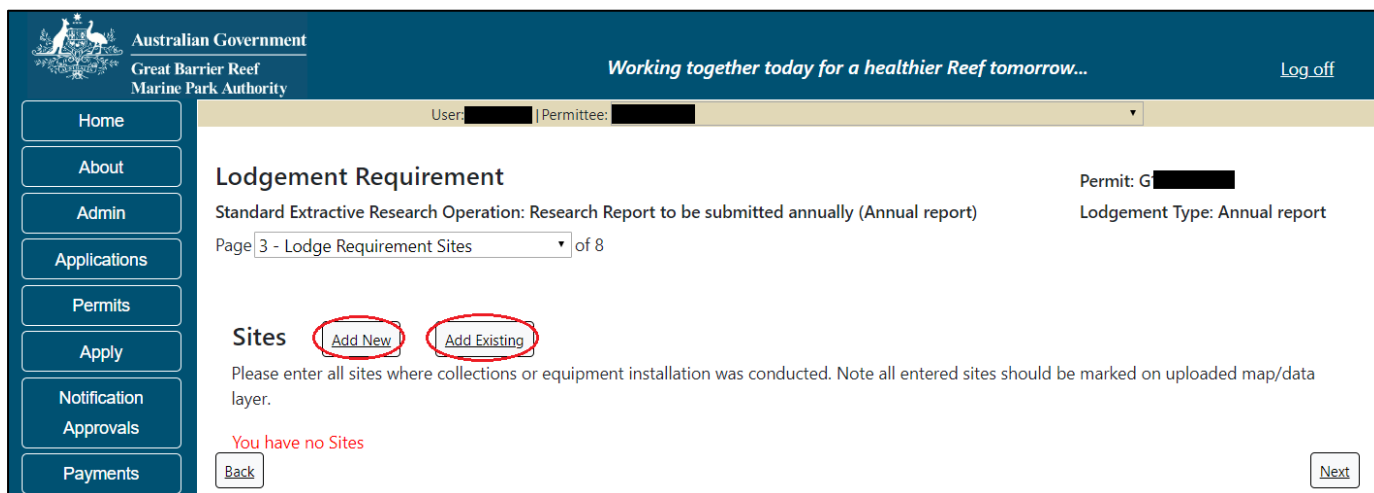 Australian Government
Great Barrier Reef
Marine Park Authority
Working together today for a healthier Reef tomorrow...
Log off
Home
About
Admin
Applications
Permits
Apply
Notification
Approvals
Payments
User: | Permittee:
Lodgement Requirement
Permit: G
Standard Extractive Research Operation: Research Report to be submitted annually (Annual report)
Lodgement Type: Annual report
Page 3 - Lodge Requirement Sites of 8
Sites Add New Add Existing
Please enter all sites where collections or equipment installation was conducted. Note all entered sites should be marked on uploaded map/data
layer.
You have no Sites
Back
Next